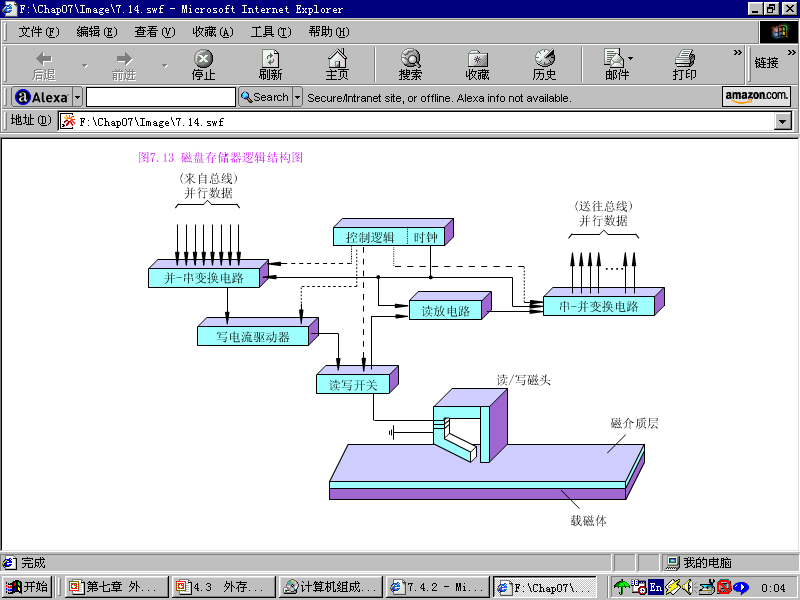 F:\Chap07\Image\7.14.swf - Microsoft Internet Explorer
文件(F) 编辑(E) 查看(V) 收藏(A) 工具(T) 帮助(H)
后退 前进 停止 刷新 主页 搜索 收藏 历史 邮件 打印 » 链接 »
Alexa Search Secure/Intranet site, or offline. Alexa info not available. amazon.com.
地址(D) F:\Chap07\Image\7.14.swf
图7.13 磁盘存储器逻辑结构图
(来自总线)
并行数据
(送往总线)
并行数据
控制逻辑 时钟
并-串变换电路
读放电路
串-并变换电路
写电流驱动器
读写开关
读/写磁头
磁介质层
载磁体
完成 我的电脑
开始 第七章 外... 4.3 外存... 计算机组成... 7.4.2 - Mi... F:\Chap07\... En 0:04